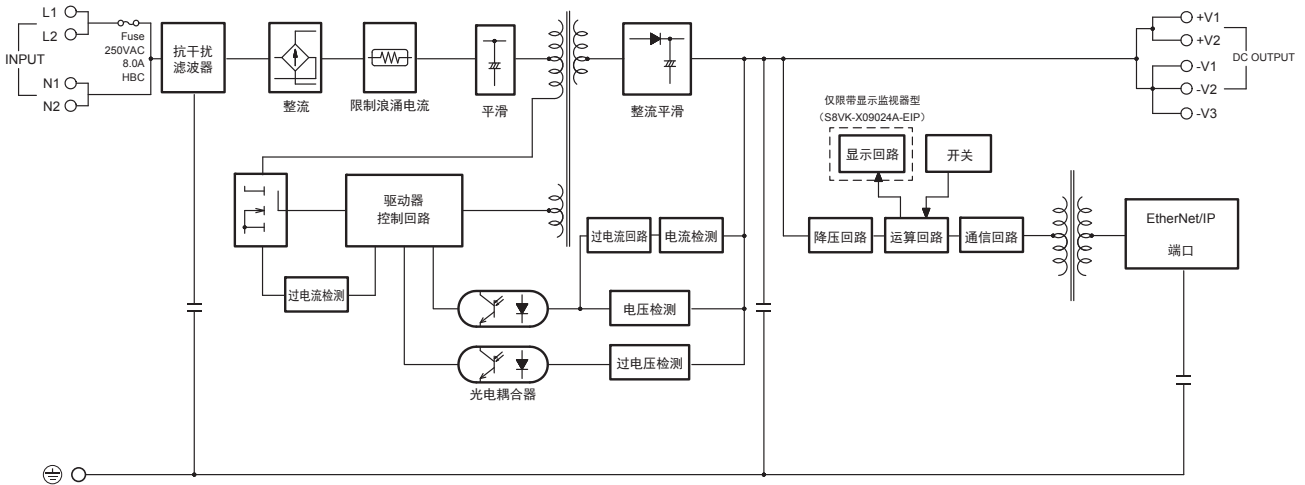 L1
L2
INPUT
N1
N2
Fuse
250VAC
8.0A
HBC
抗干扰
滤波器
整流
限制浪涌电流
平滑
整流平滑
+V1
+V2
-V1
-V2
-V3
DC OUTPUT
仅限带显示监视器型
（S8VK-X09024A-EIP）
显示回路
开关
驱动器
控制回路
过电流回路
电流检测
降压回路
运算回路
通信回路
EtherNet/IP
端口
过电流检测
电压检测
过电压检测
光电耦合器